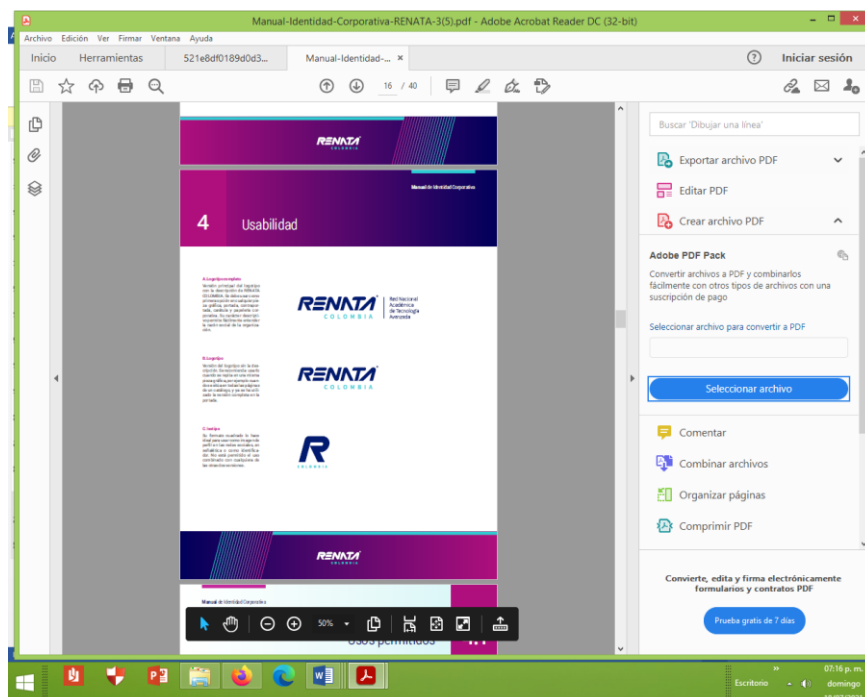 Manual-Identidad-Corporativa-RENATA-3(5).pdf - Adobe Acrobat Reader DC (32-bit)
Archivo Edición Ver Firmar Ventana Ayuda
Inicio Herramientas 521e8df0189d0d3... Manual-Identidad-... × Iniciar sesión
16 / 40
RENATA
COLOMBIA
Manual de Identidad Corporativa
4 Usabilidad
A. Logotipo completo
RENATA
COLOMBIA
Red Nacional
Académica
de Tecnología
Avanzada
B. Logotipo
RENATA
COLOMBIA
C. Isotipo
R
COLOMBIA
RENATA
COLOMBIA
Manual de Identidad Corporativa
Usos permitidos
50%
Buscar 'Dibujar una línea'
Exportar archivo PDF
Editar PDF
Crear archivo PDF
Adobe PDF Pack
Convertir archivos a PDF y combinarlos
fácilmente con otros tipos de archivos con una
suscripción de pago
Seleccionar archivo para convertir a PDF
Seleccionar archivo
Comentar
Combinar archivos
Organizar páginas
Comprimir PDF
Convierte, edita y firma electrónicamente
formularios y contratos PDF
Prueba gratis de 7 días
Escritorio
07:16 p. m.
domingo